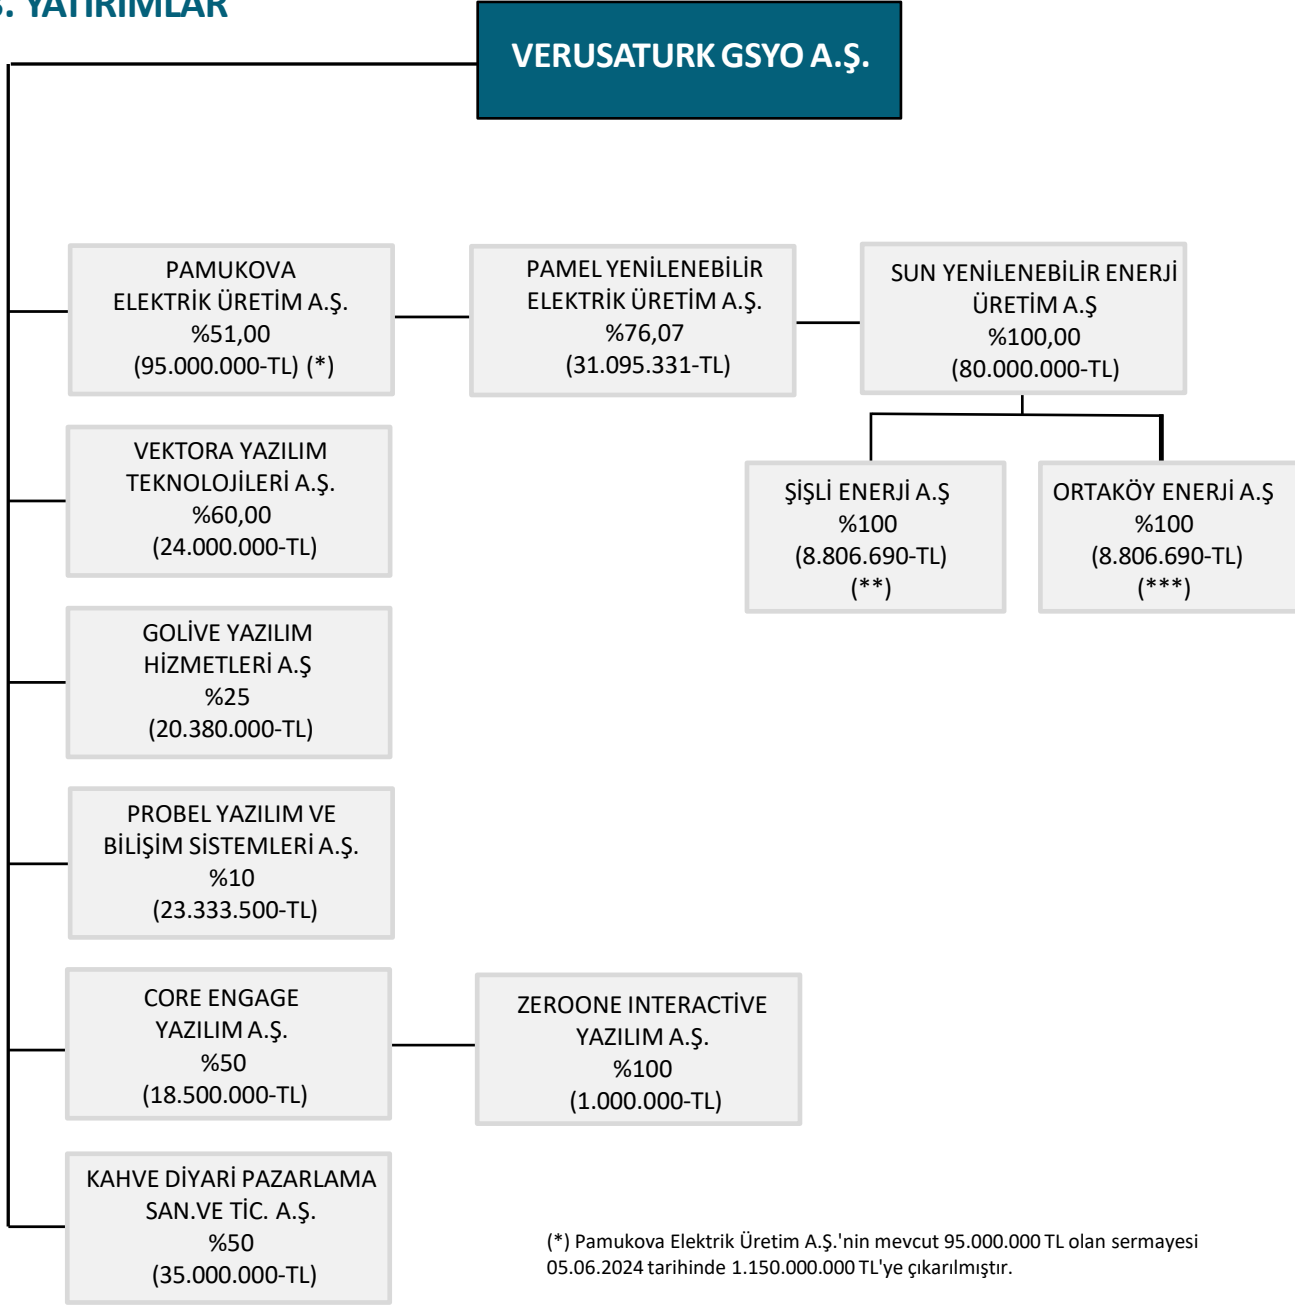 . YATIRIMLAR
VERUSATURK GSYO A.Ş.
PAMUKOVA
ELEKTRİK ÜRETİM A.Ş.
%51,00
(95.000.000-TL) (*)
PAMEL YENİLENEBİLİR
ELEKTRİK ÜRETİM A.Ş.
%76,07
(31.095.331-TL)
SUN YENİLENEBİLİR ENERJİ
ÜRETİM A.Ş
%100,00
(80.000.000-TL)
VEKTORA YAZILIM
TEKNOLOJİLERİ A.Ş.
%60,00
(24.000.000-TL)
ŞİŞLİ ENERJİ A.Ş
%100
(8.806.690-TL)
(**)
ORTAKÖY ENERJİ A.Ş
%100
(8.806.690-TL)
(***)
GOLİVE YAZILIM
HİZMETLERİ A.Ş
%25
(20.380.000-TL)
PROBEL YAZILIM VE
BİLİŞİM SİSTEMLERİ A.Ş.
%10
(23.333.500-TL)
CORE ENGAGE
YAZILIM A.Ş.
%50
(18.500.000-TL)
ZEROONE INTERACTİVE
YAZILIM A.Ş.
%100
(1.000.000-TL)
KAHVE DİYARİ PAZARLAMA
SAN.VE TİC. A.Ş.
%50
(35.000.000-TL)
(*) Pamukova Elektrik Üretim A.Ş.'nin mevcut 95.000.000 TL olan sermayesi
05.06.2024 tarihinde 1.150.000.000 TL'ye çıkarılmıştır.